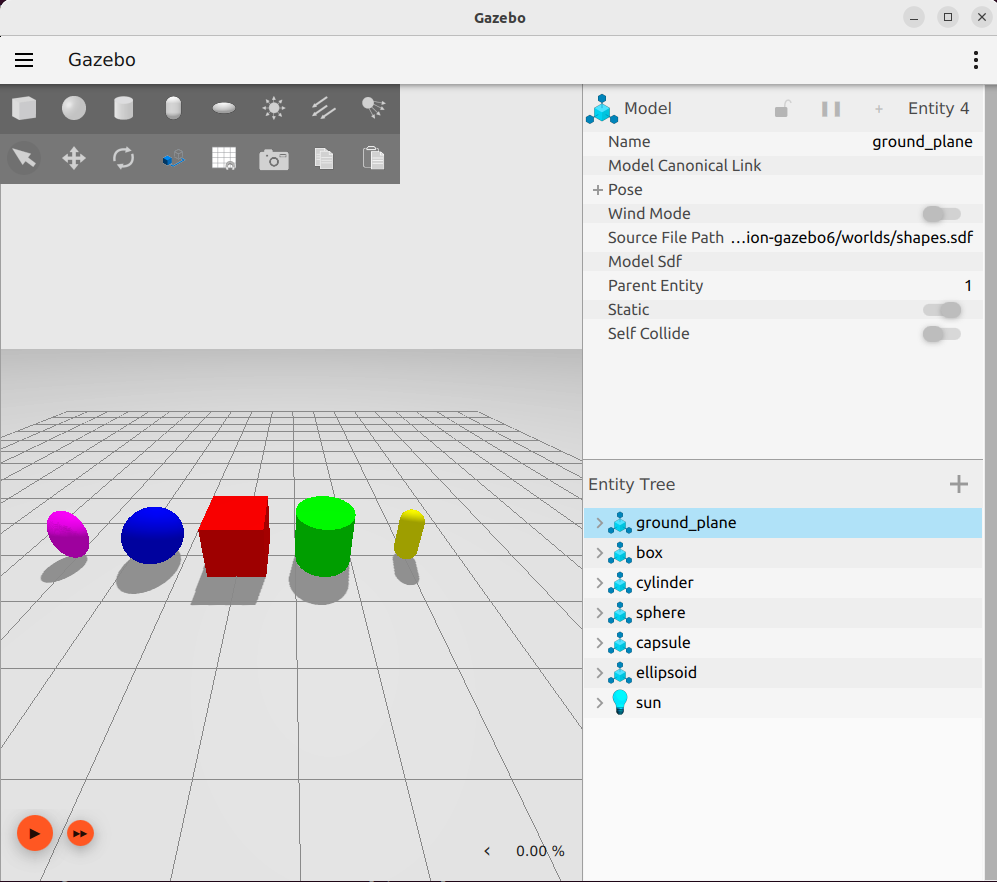 Gazebo
Gazebo
Model
Entity 4
Name ground_plane
Model Canonical Link
Pose
Wind Mode
Source File Path ...ion-gazebo6/worlds/shapes.sdf
Model Sdf
Parent Entity 1
Static
Self Collide
Entity Tree
ground_plane
box
cylinder
sphere
capsule
ellipsoid
sun
0.00 %